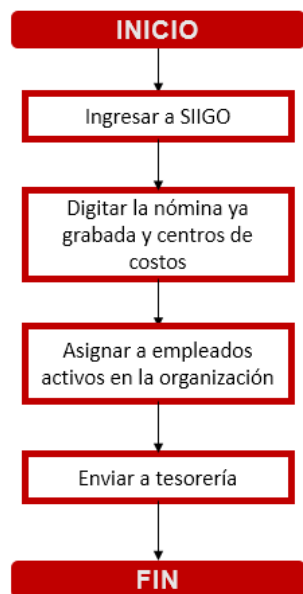 INICIO
Ingresar a SIIGO
Digitar la nómina ya
grabada y centros de
costos
Asignar a empleados
activos en la organización
Enviar a tesorería
FIN